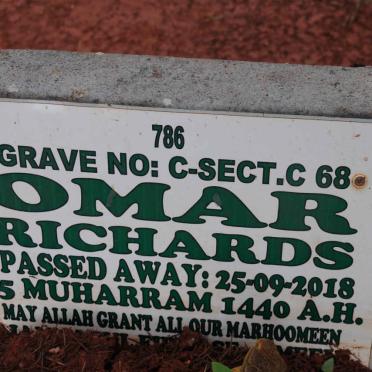 786
GRAVE NO: C-SECT.C 68
OMAR
RICHARDS
PASSED AWAY: 25-09-2018
5 MUHARRAM 1440 A.H.
MAY ALLAH GRANT ALL OUR MARHOOMEEN